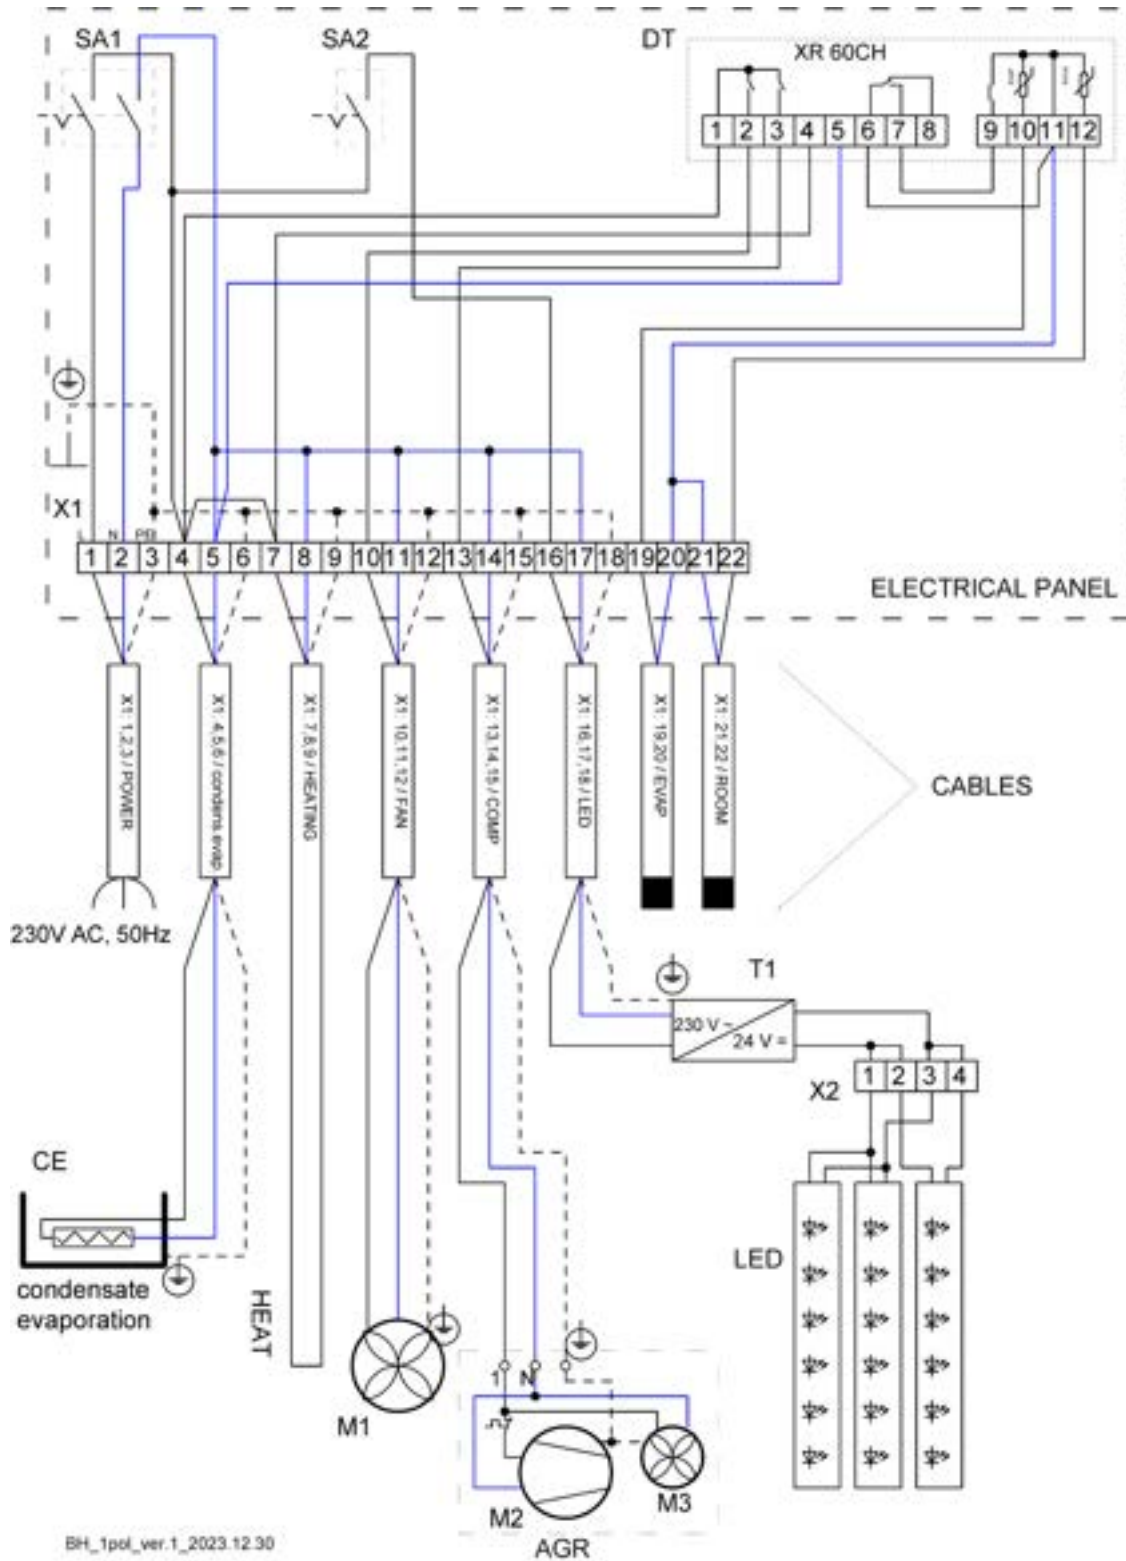 SA1
SA2
DT
XR 60CH
1 2 3 4 5 6 7 8
9 10 11 12
X1
N
PE
1 2 3 4 5 6 7 8 9 10 11 12 13 14 15 16 17 18 19 20 21 22
ELECTRICAL PANEL
X1: 1,2,3 / POWER
X1: 4,5,6 / condens.evap
X1: 7,8,9 / HEATING
X1: 10,11,12 / FAN
X1: 13,14,15 / COMP
X1: 16,17,18 / LED
X1: 19,20 / EVAP
X1: 21,22 / ROOM
CABLES
230V AC, 50Hz
T1
230 V ~
24 V =
X2
1 2 3 4
CE
condensate
evaporation
HEAT
LED
M1
1
N
M2
M3
AGR
BH_1pol_ver.1_2023.12.30